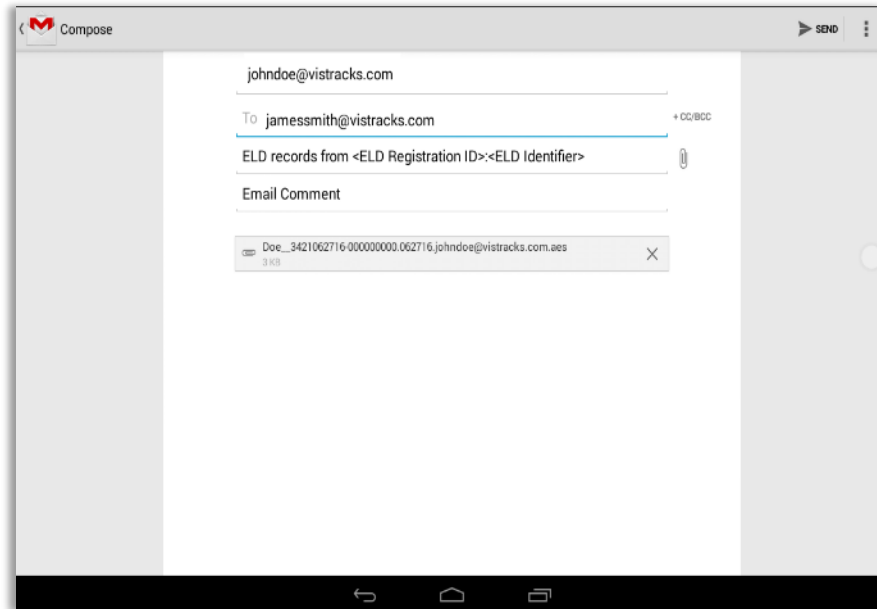 Compose
SEND
johndoe@vistracks.com
To jamessmith@vistracks.com
+ CC/BCC
ELD records from <ELD Registration ID>:<ELD Identifier>
Email Comment
Doe__3421062716-000000000.062716.johndoe@vistracks.com.aes
3 KB